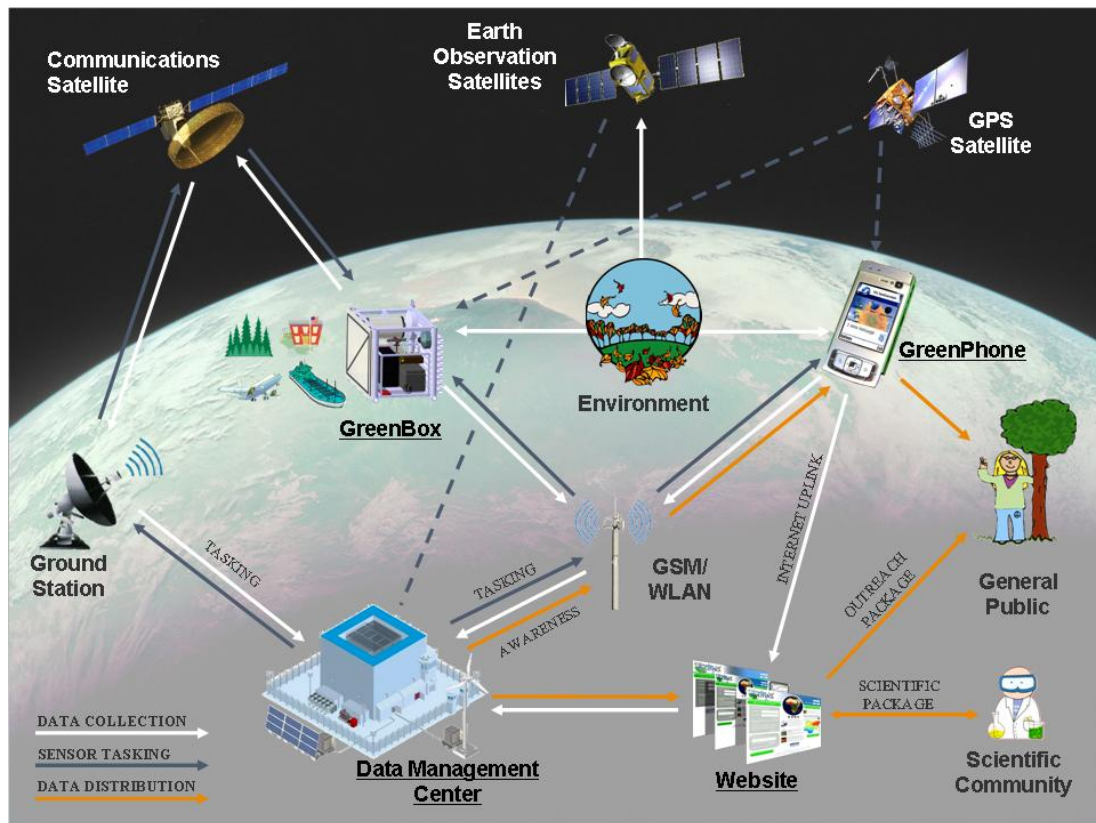 Communications
Satellite
Earth
Observation
Satellites
GPS
Satellite
GreenPhone
Environment
GreenBox
Ground
Station
TASKING
TASKING
AWARENESS
GSM/
WLAN
INTERNET UPLINK
OUTREACH
PACKAGE
General
Public
SCIENTIFIC
PACKAGE
Scientific
Community
Website
Data Management
Center
DATA COLLECTION
SENSOR TASKING
DATA DISTRIBUTION